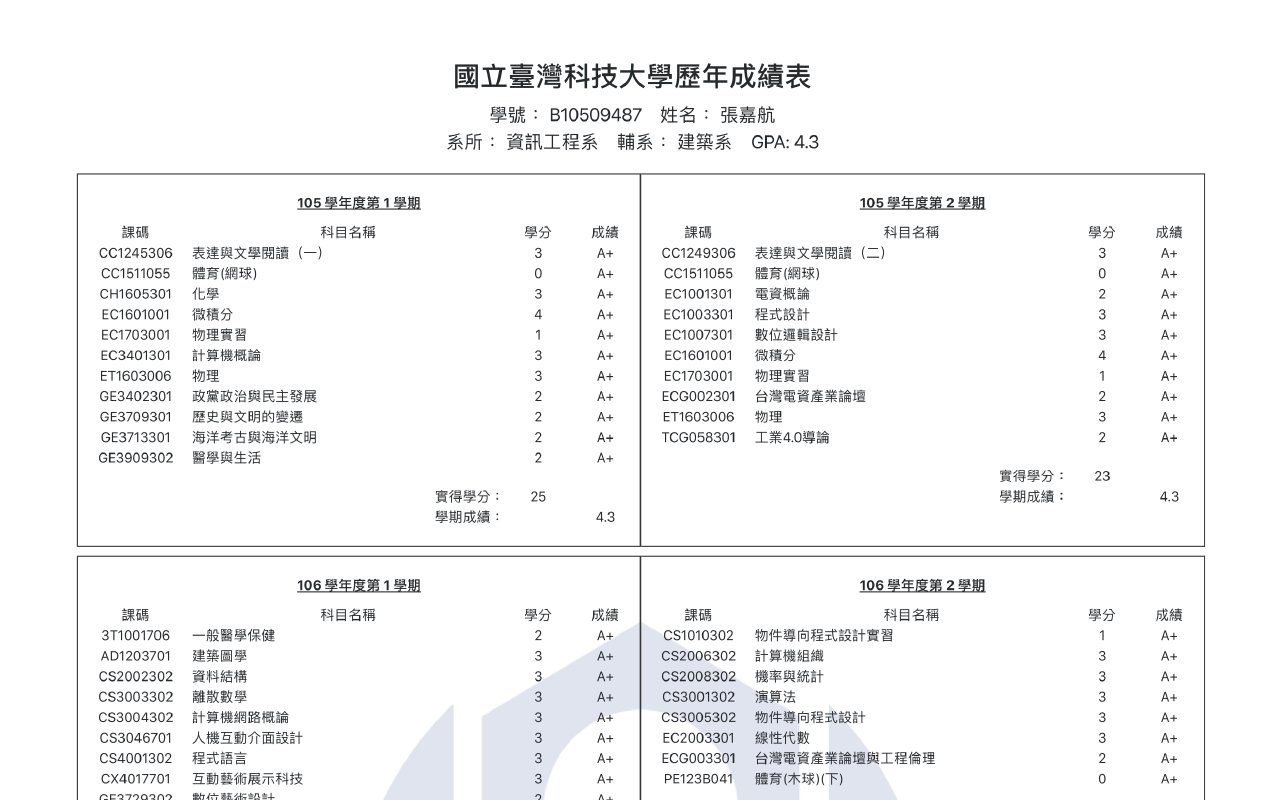 國立臺灣科技大學歷年成績表
學號： B10509487 姓名： 張嘉航
系所： 資訊工程系 輔系： 建築系 GPA: 4.3
105 學年度第 1 學期
課碼 科目名稱 學分 成績
CC1245306 表達與文學閱讀（一） 3 A+
CC1511055 體育(網球) 0 A+
CH1605301 化學 3 A+
EC1601001 微積分 4 A+
EC1703001 物理實習 1 A+
EC3401301 計算機概論 3 A+
ET1603006 物理 3 A+
GE3402301 政黨政治與民主發展 2 A+
GE3709301 歷史與文明的變遷 2 A+
GE3713301 海洋考古與海洋文明 2 A+
GE3909302 醫學與生活 2 A+
實得學分： 25
學期成績： 4.3
105 學年度第 2 學期
課碼 科目名稱 學分 成績
CC1249306 表達與文學閱讀（二） 3 A+
CC1511055 體育(網球) 0 A+
EC1001301 電資概論 2 A+
EC1003301 程式設計 3 A+
EC1007301 數位邏輯設計 3 A+
EC1601001 微積分 4 A+
EC1703001 物理實習 1 A+
ECG002301 台灣電資產業論壇 2 A+
ET1603006 物理 3 A+
TCG058301 工業4.0導論 2 A+
實得學分： 23
學期成績： 4.3
106 學年度第 1 學期
課碼 科目名稱 學分 成績
3T1001706 一般醫學保健 2 A+
AD1203701 建築圖學 3 A+
CS2002302 資料結構 3 A+
CS3003302 離散數學 3 A+
CS3004302 計算機網路概論 3 A+
CS3046701 人機互動介面設計 3 A+
CS4001302 程式語言 3 A+
CX4017701 互動藝術展示科技 3 A+
GE3729302 數位藝術設計 2 A+
106 學年度第 2 學期
課碼 科目名稱 學分 成績
CS1010302 物件導向程式設計實習 1 A+
CS2006302 計算機組織 3 A+
CS2008302 機率與統計 3 A+
CS3001302 演算法 3 A+
CS3005302 物件導向程式設計 3 A+
EC2003301 線性代數 3 A+
ECG003301 台灣電資產業論壇與工程倫理 2 A+
PE123B041 體育(木球)(下) 0 A+